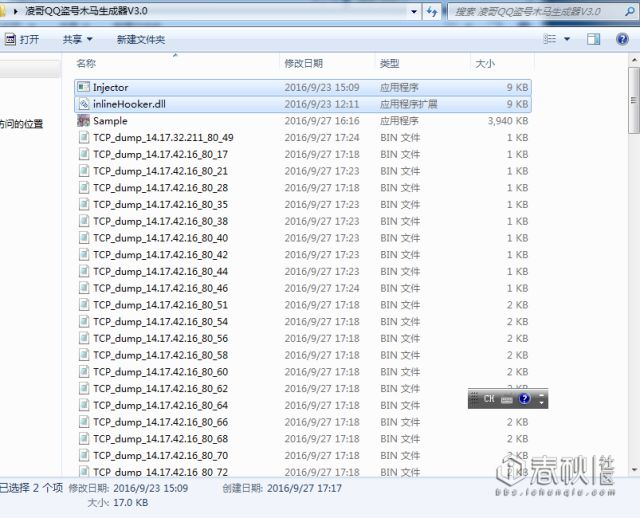 凌哥QQ盗号木马生成器V3.0 搜索 凌哥QQ盗号木马生成器V3.0
打开 共享 新建文件夹
名称 修改日期 类型 大小
Injector 2016/9/23 15:09 应用程序 9 KB
inlineHooker.dll 2016/9/23 12:11 应用程序扩展 9 KB
访问的位置 Sample 2016/9/27 16:16 应用程序 3,940 KB
TCP_dump_14.17.32.211_80_49 2016/9/27 17:24 BIN 文件 1 KB
TCP_dump_14.17.42.16_80_17 2016/9/27 17:23 BIN 文件 1 KB
TCP_dump_14.17.42.16_80_21 2016/9/27 17:23 BIN 文件 1 KB
TCP_dump_14.17.42.16_80_28 2016/9/27 17:23 BIN 文件 1 KB
TCP_dump_14.17.42.16_80_35 2016/9/27 17:23 BIN 文件 1 KB
TCP_dump_14.17.42.16_80_38 2016/9/27 17:23 BIN 文件 1 KB
TCP_dump_14.17.42.16_80_40 2016/9/27 17:23 BIN 文件 1 KB
TCP_dump_14.17.42.16_80_42 2016/9/27 17:23 BIN 文件 1 KB
TCP_dump_14.17.42.16_80_44 2016/9/27 17:23 BIN 文件 1 KB
TCP_dump_14.17.42.16_80_46 2016/9/27 17:24 BIN 文件 1 KB
TCP_dump_14.17.42.16_80_51 2016/9/27 17:18 BIN 文件 2 KB
TCP_dump_14.17.42.16_80_54 2016/9/27 17:18 BIN 文件 2 KB
TCP_dump_14.17.42.16_80_56 2016/9/27 17:18 BIN 文件 2 KB
TCP_dump_14.17.42.16_80_58 2016/9/27 17:18 BIN 文件 2 KB
TCP_dump_14.17.42.16_80_60 2016/9/27 17:18 BIN 文件 2 KB
TCP_dump_14.17.42.16_80_62 2016/9/27 17:18 BIN 文件 2 KB
CH
TCP_dump_14.17.42.16_80_64 2016/9/27 17:18 BIN 文件
TCP_dump_14.17.42.16_80_66 2016/9/27 17:18 BIN 文件 2 KB
TCP_dump_14.17.42.16_80_68 2016/9/27 17:18 BIN 文件 2 KB
TCP_dump_14.17.42.16_80_70 2016/9/27 17:18 BIN 文件 2 KB
TCP_dump_14.17.42.16_80_72 2016/9/27 17:18 BIN 文件
已选择 2 个项 修改日期: 2016/9/23 15:09 创建日期: 2016/9/27 17:17
大小: 17.0 KB
春秋社区
bbs.ichunqiu.com